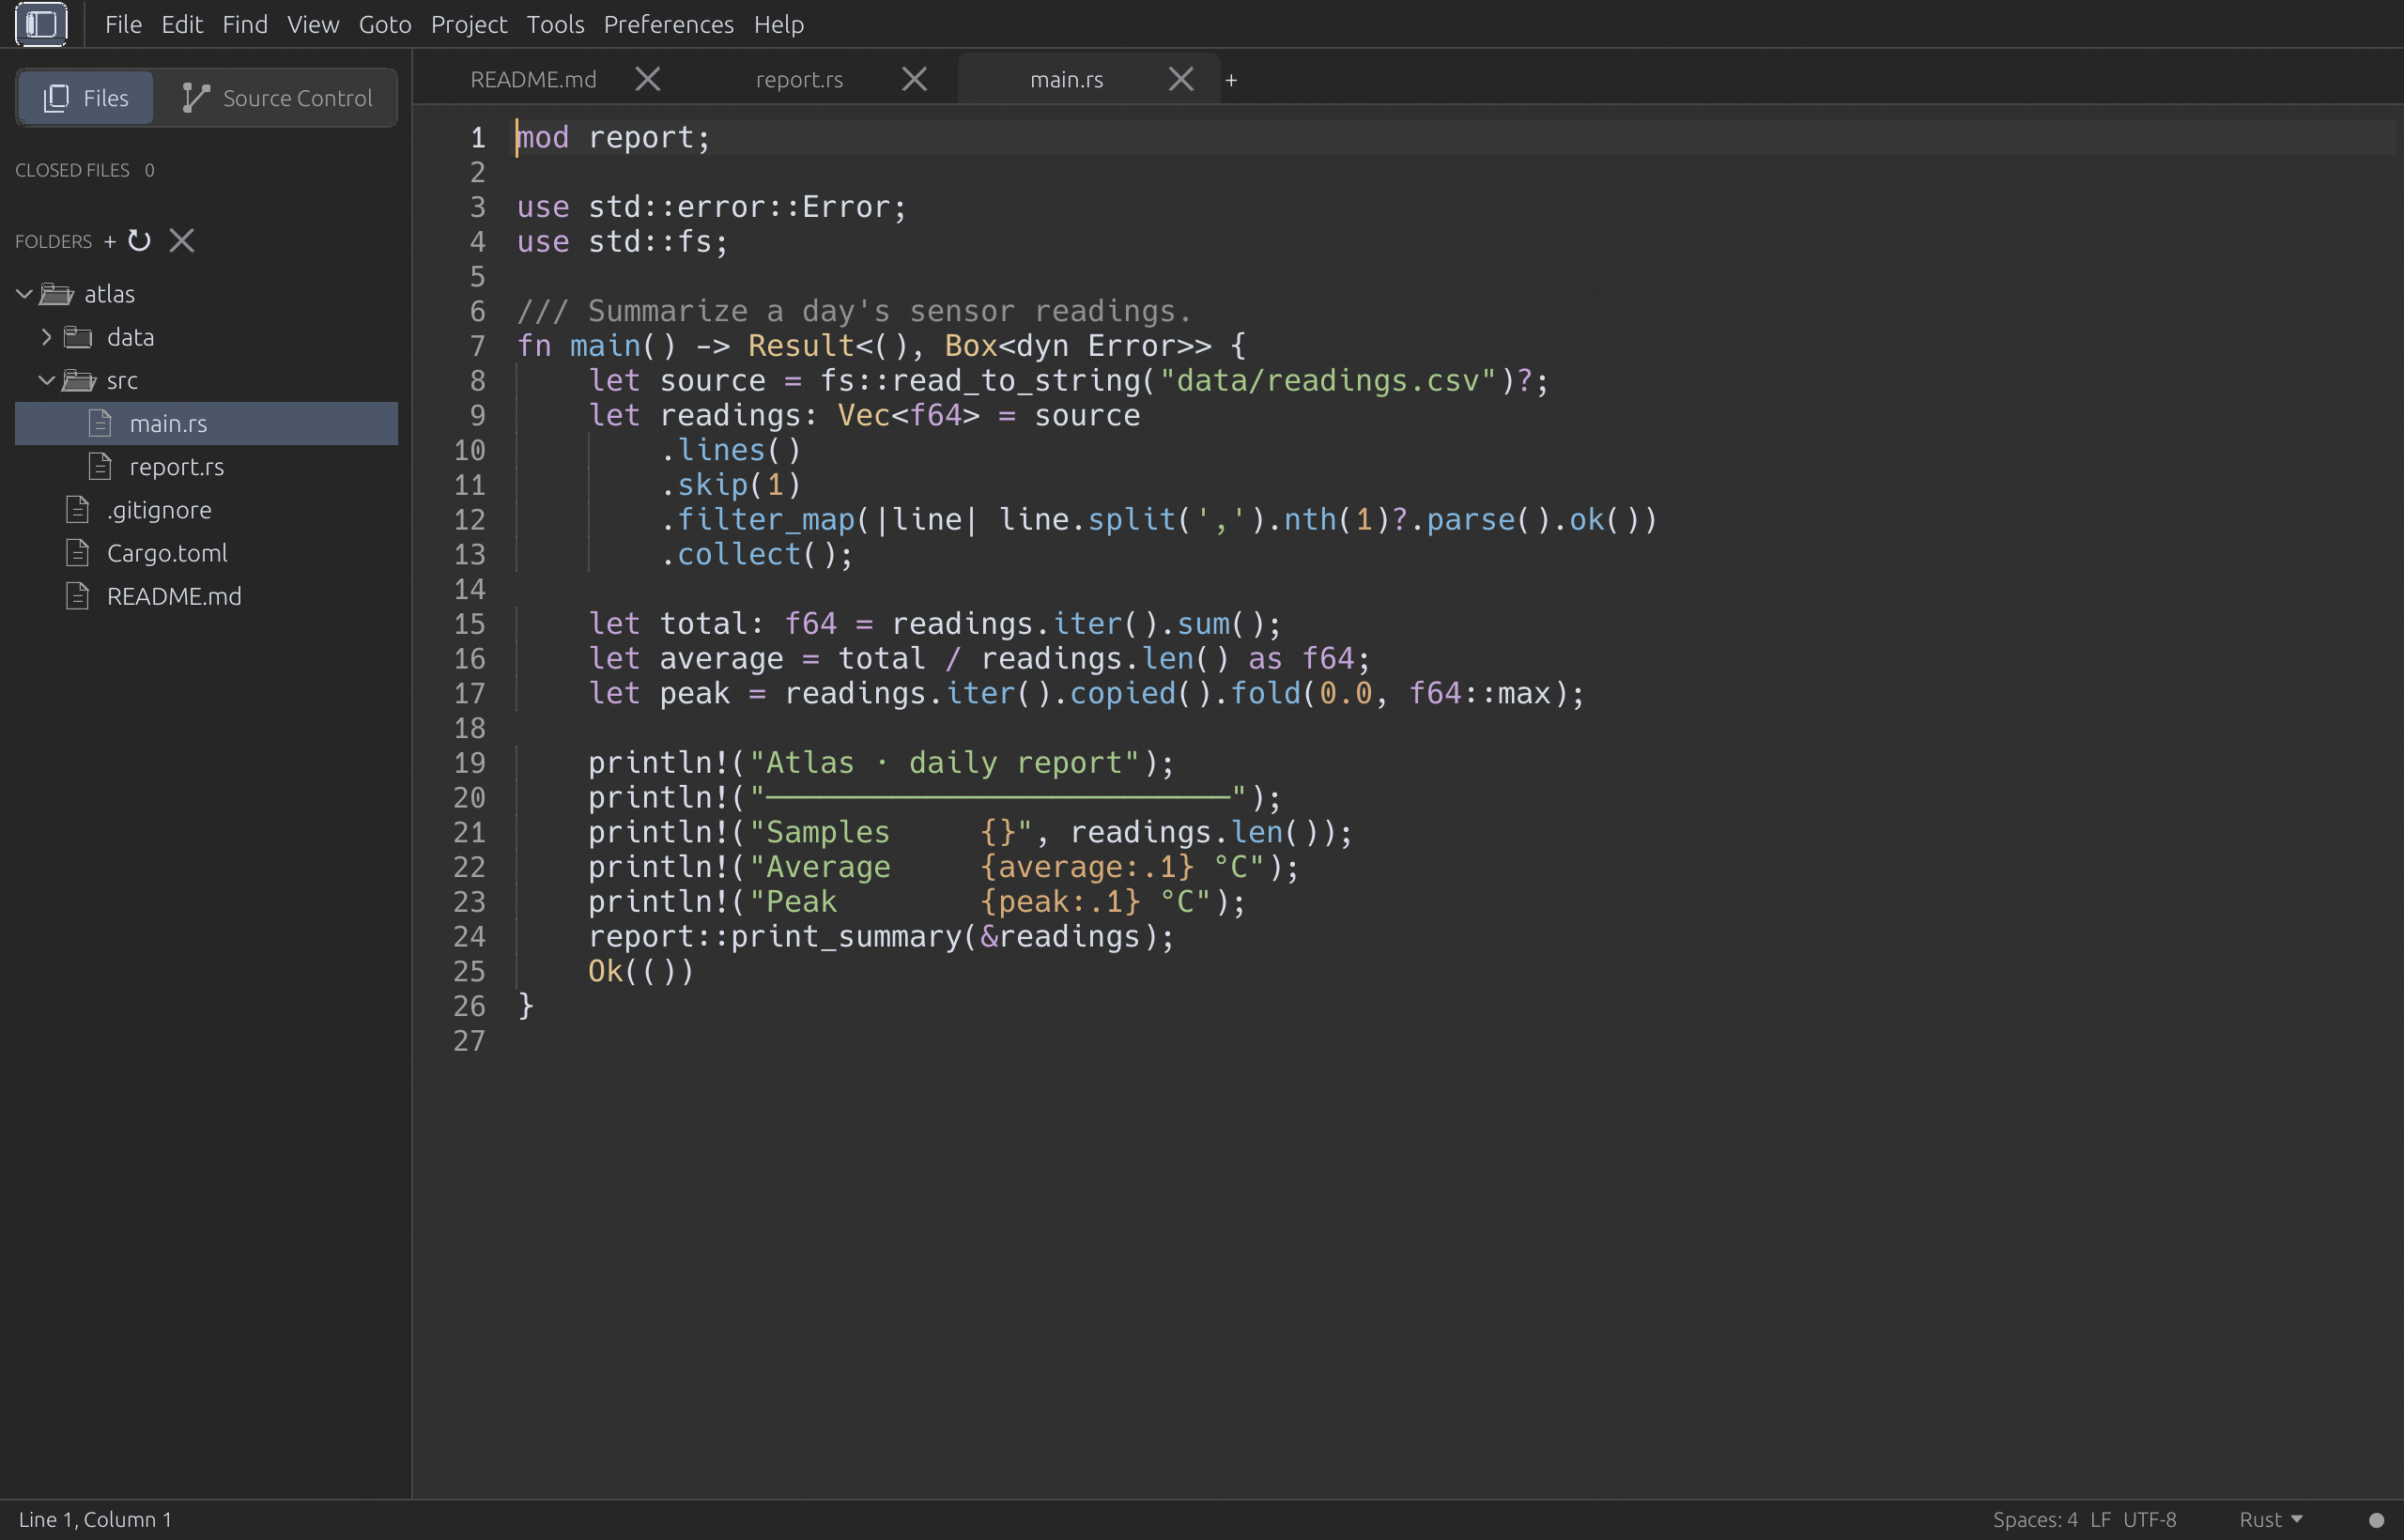 File Edit Find View Goto Project Tools Preferences Help
Files Source Control
README.md report.rs main.rs +
CLOSED FILES 0
FOLDERS +
atlas
data
src
main.rs
report.rs
.gitignore
Cargo.toml
README.md
1 mod report;
2
3 use std::error::Error;
4 use std::fs;
5
6 /// Summarize a day's sensor readings.
7 fn main() -> Result<(), Box<dyn Error>> {
8     let source = fs::read_to_string("data/readings.csv")?;
9     let readings: Vec<f64> = source
10         .lines()
11         .skip(1)
12         .filter_map(|line| line.split(',').nth(1)?.parse().ok())
13         .collect();
14
15     let total: f64 = readings.iter().sum();
16     let average = total / readings.len() as f64;
17     let peak = readings.iter().copied().fold(0.0, f64::max);
18
19     println!("Atlas · daily report");
20     println!("──────────────────────────");
21     println!("Samples     {}", readings.len());
22     println!("Average     {average:.1} °C");
23     println!("Peak        {peak:.1} °C");
24     report::print_summary(&readings);
25     Ok(())
26 }
27
Line 1, Column 1
Spaces: 4 LF UTF-8 Rust